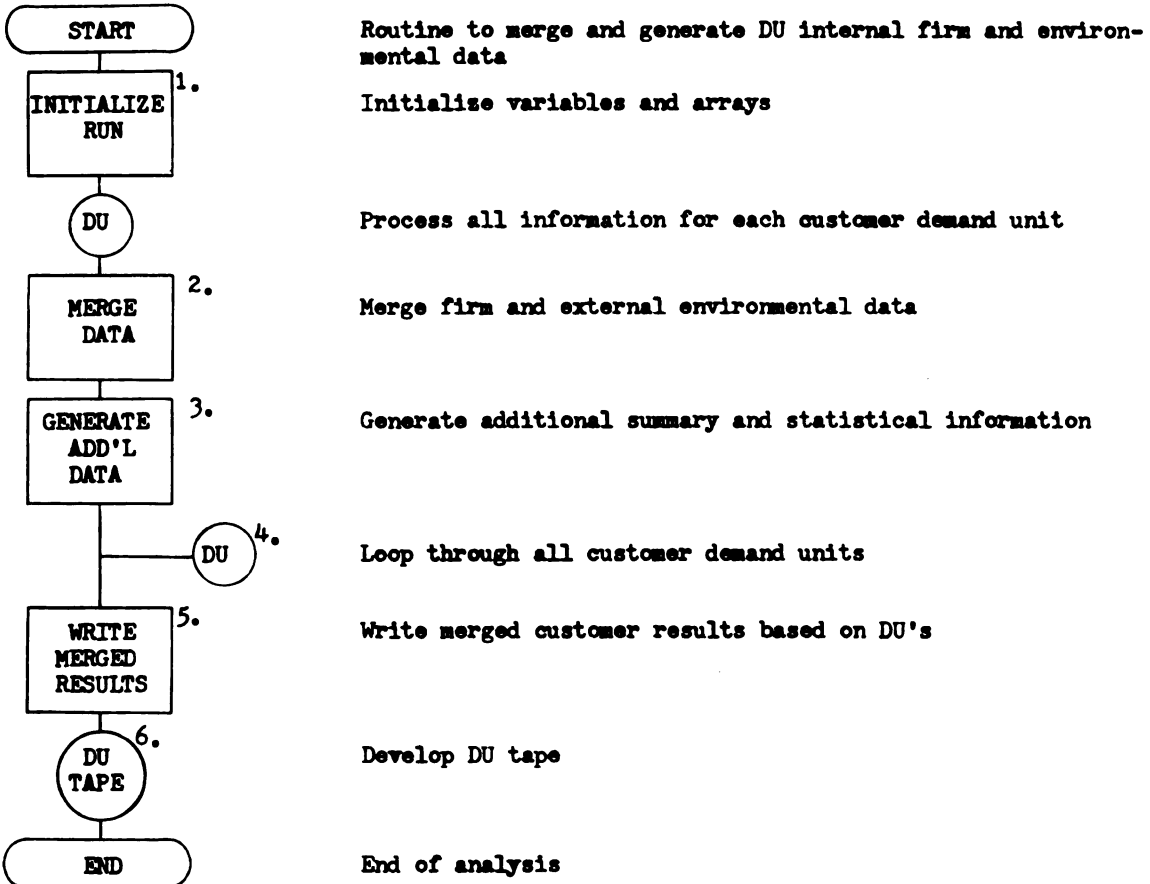 START
Routine to merge and generate DU internal firm and environ-
mental data
1.
INITIALIZE
RUN
Initialize variables and arrays
DU
Process all information for each customer demand unit
2.
MERGE
DATA
Merge firm and external environmental data
3.
GENERATE
ADD'L
DATA
Generate additional summary and statistical information
DU
4.
Loop through all customer demand units
5.
WRITE
MERGED
RESULTS
Write merged customer results based on DU's
6.
DU
TAPE
Develop DU tape
END
End of analysis